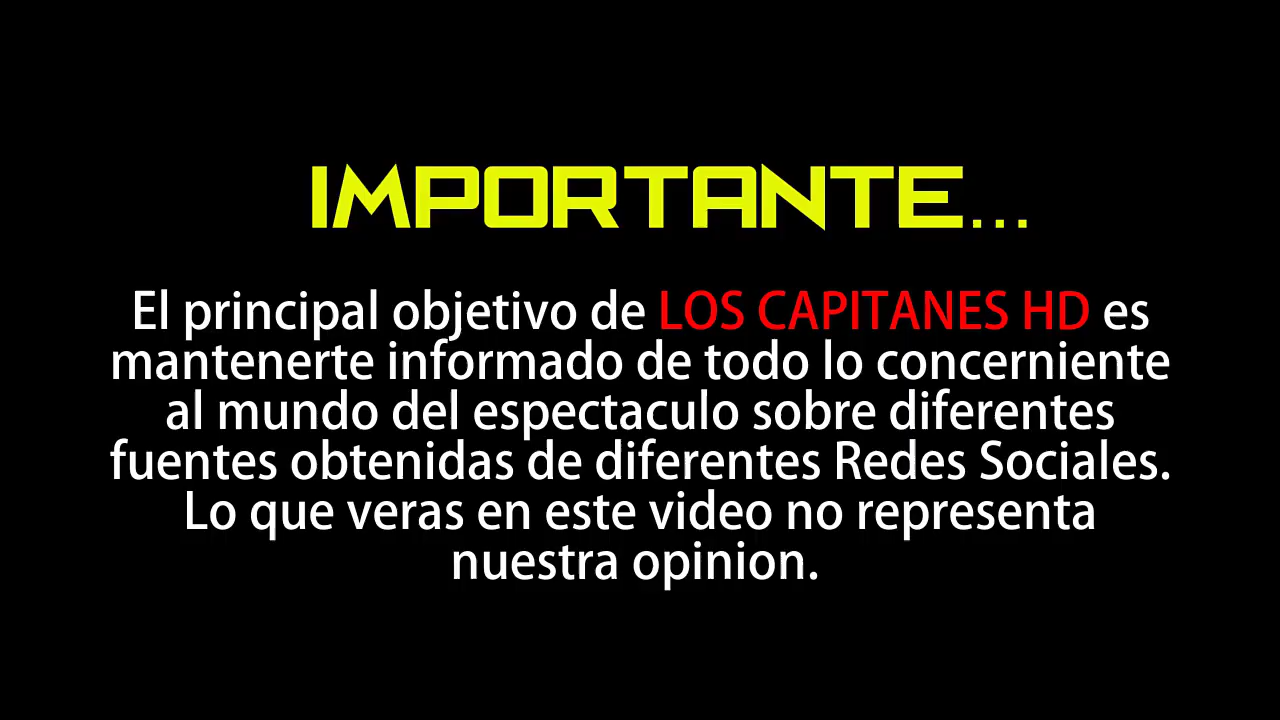 IMPORTANTE...
El principal objetivo de LOS CAPITANES HD es
mantenerte informado de todo lo concerniente
al mundo del espectaculo sobre diferentes
fuentes obtenidas de diferentes Redes Sociales.
Lo que veras en este video no representa
nuestra opinion.